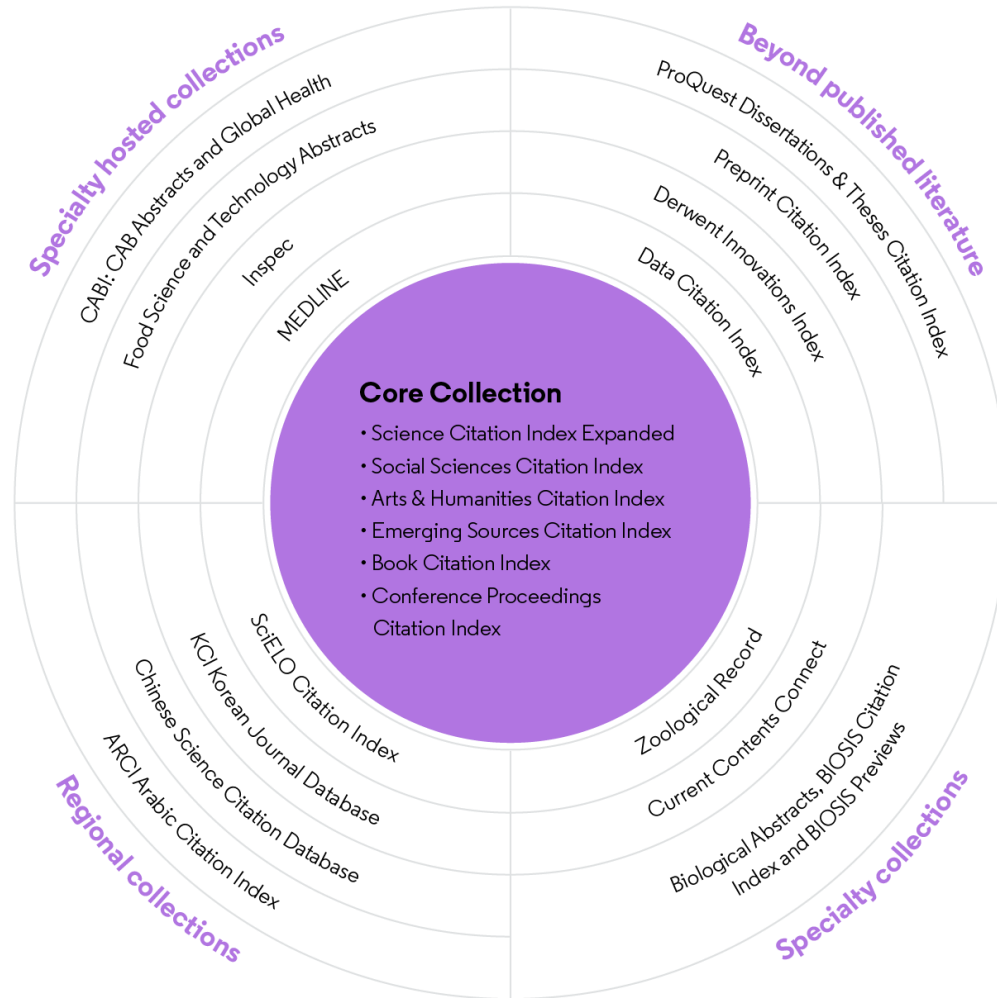 Specialty hosted collections
CABI: CAB Abstracts and Global Health
Food Science and Technology Abstracts
Inspec
MEDLINE
Beyond published literature
ProQuest Dissertations & Theses Citation Index
Preprint Citation Index
Derwent Innovations Index
Data Citation Index
Core Collection
• Science Citation Index Expanded
• Social Sciences Citation Index
• Arts & Humanities Citation Index
• Emerging Sources Citation Index
• Book Citation Index
• Conference Proceedings
Citation Index
SciELO Citation Index
KCI Korean Journal Database
Chinese Science Citation Database
ARCI Arabic Citation Index
Regional collections
Zoological Record
Current Contents Connect
Biological Abstracts, BIOSIS Citation
Index and BIOSIS Previews
Specialty collections